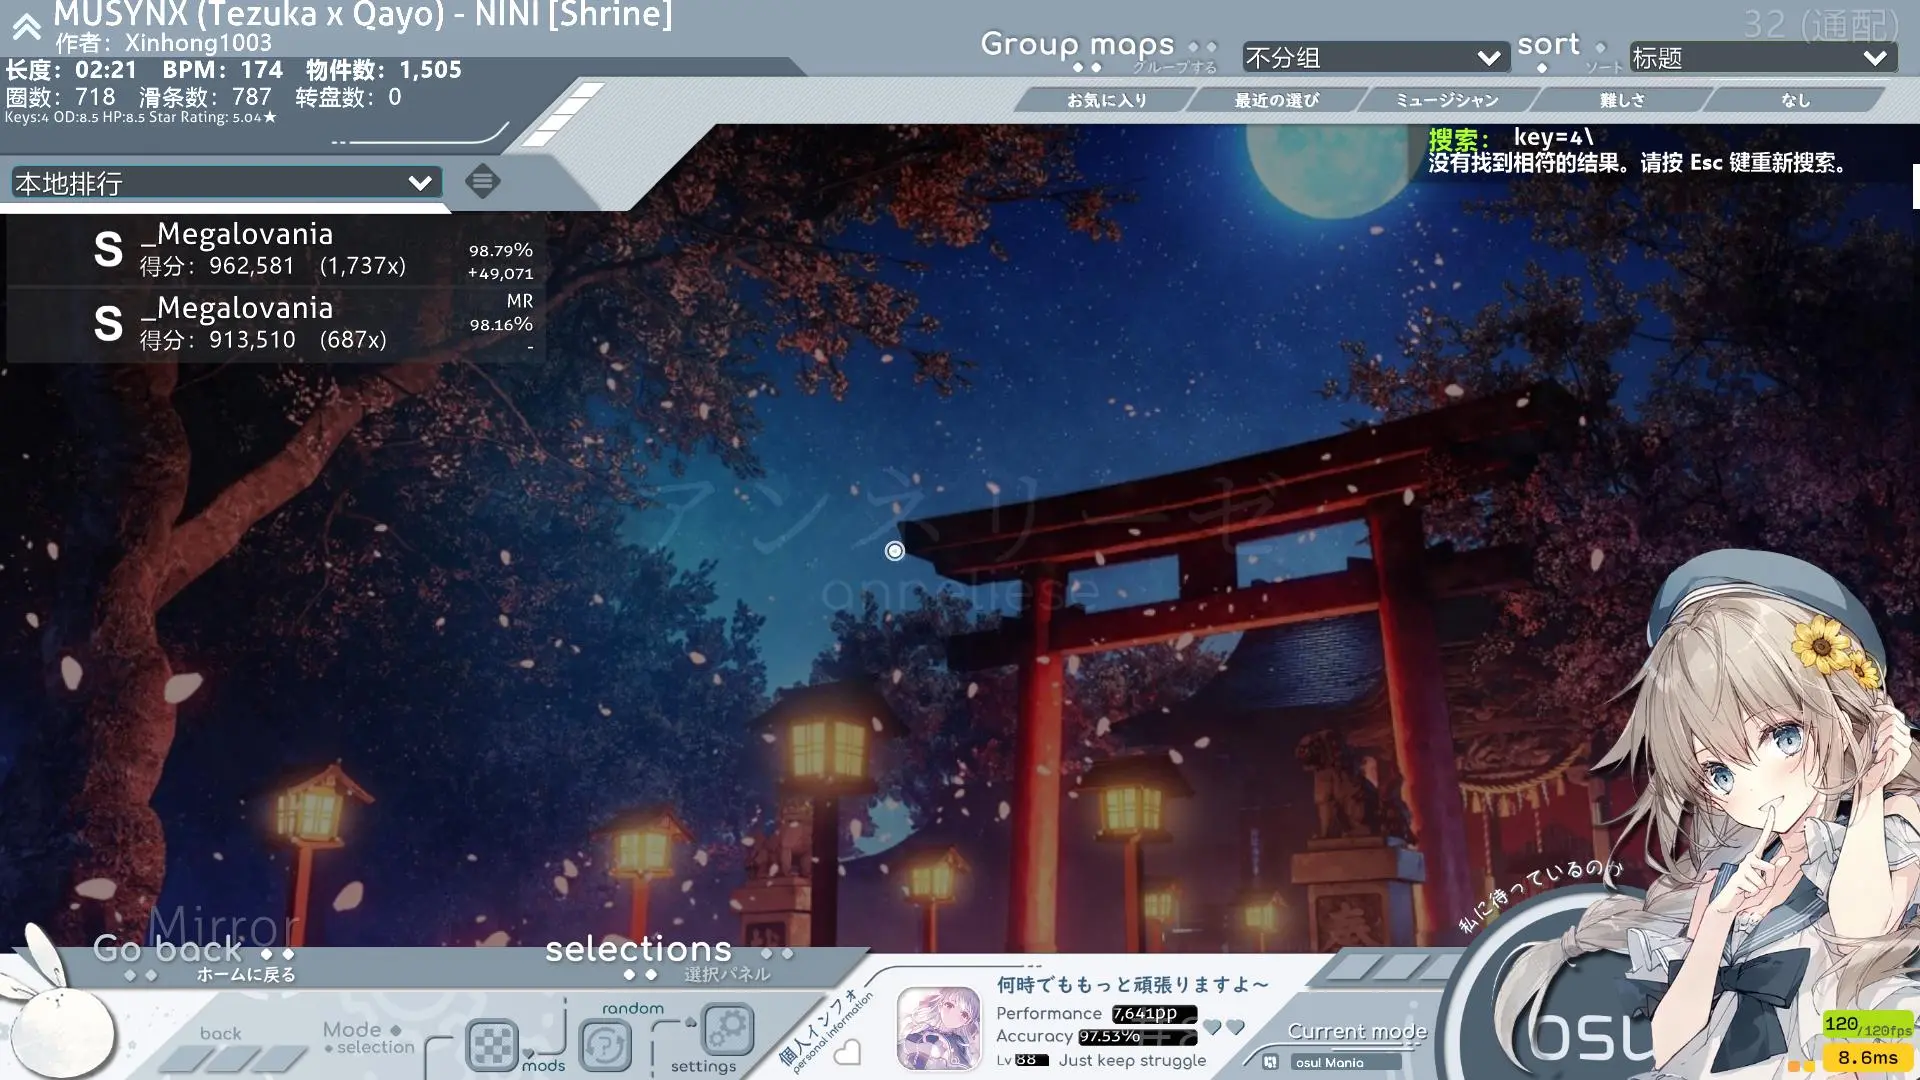 MUSYNX (Tezuka x Qayo) - NINI [Shrine]
作者：Xinhong1003
长度：02:21 BPM：174 物件数：1,505
圈数：718 滑条数：787 转盘数：0
Keys:4 OD:8.5 HP:8.5 Star Rating: 5.04★
32 (通配)
Group maps
グループする
不分组
sort
ソート
标题
お気に入り
最近の選び
ミュージシャン
難しさ
なし
搜索： key=4\
没有找到相符的结果。请按 Esc 键重新搜索。
本地排行
S
_Megalovania
得分：962,581 (1,737x)
98.79%
+49,071
S
_Megalovania
得分：913,510 (687x)
MR
98.16%
-
アンネリーゼ
anneliese
私に待っているのか
Mirror
Go back
ホームに戻る
selections
選択パネル
back
Mode
selection
mods
random
settings
個人インフォ
personal information
何時でももっと頑張りますよ～
Performance 7,641pp
Accuracy 97.53%
Lv 88 Just keep struggle
Current mode
osu! Mania
osu
120/120fps
8.6ms